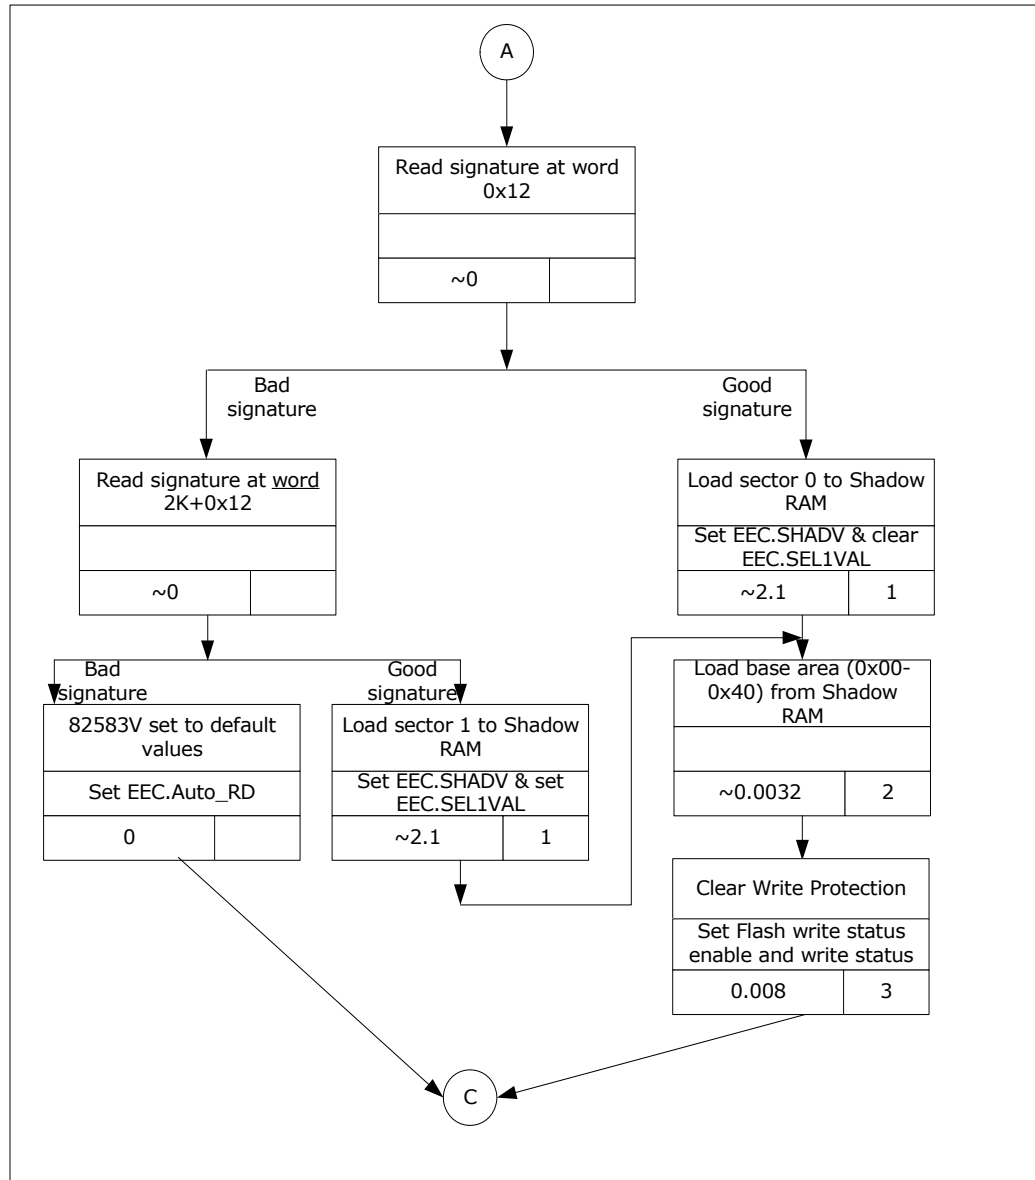 A
Read signature at word
0x12
~0
Bad
signature
Good
signature
Read signature at word
2K+0x12
~0
Load sector 0 to Shadow
RAM
Set EEC.SHADV & clear
EEC.SEL1VAL
~2.1 1
Bad
signature
Good
signature
82583V set to default
values
Set EEC.Auto_RD
0
Load sector 1 to Shadow
RAM
Set EEC.SHADV & set
EEC.SEL1VAL
~2.1 1
Load base area (0x00-
0x40) from Shadow
RAM
~0.0032 2
Clear Write Protection
Set Flash write status
enable and write status
0.008 3
C